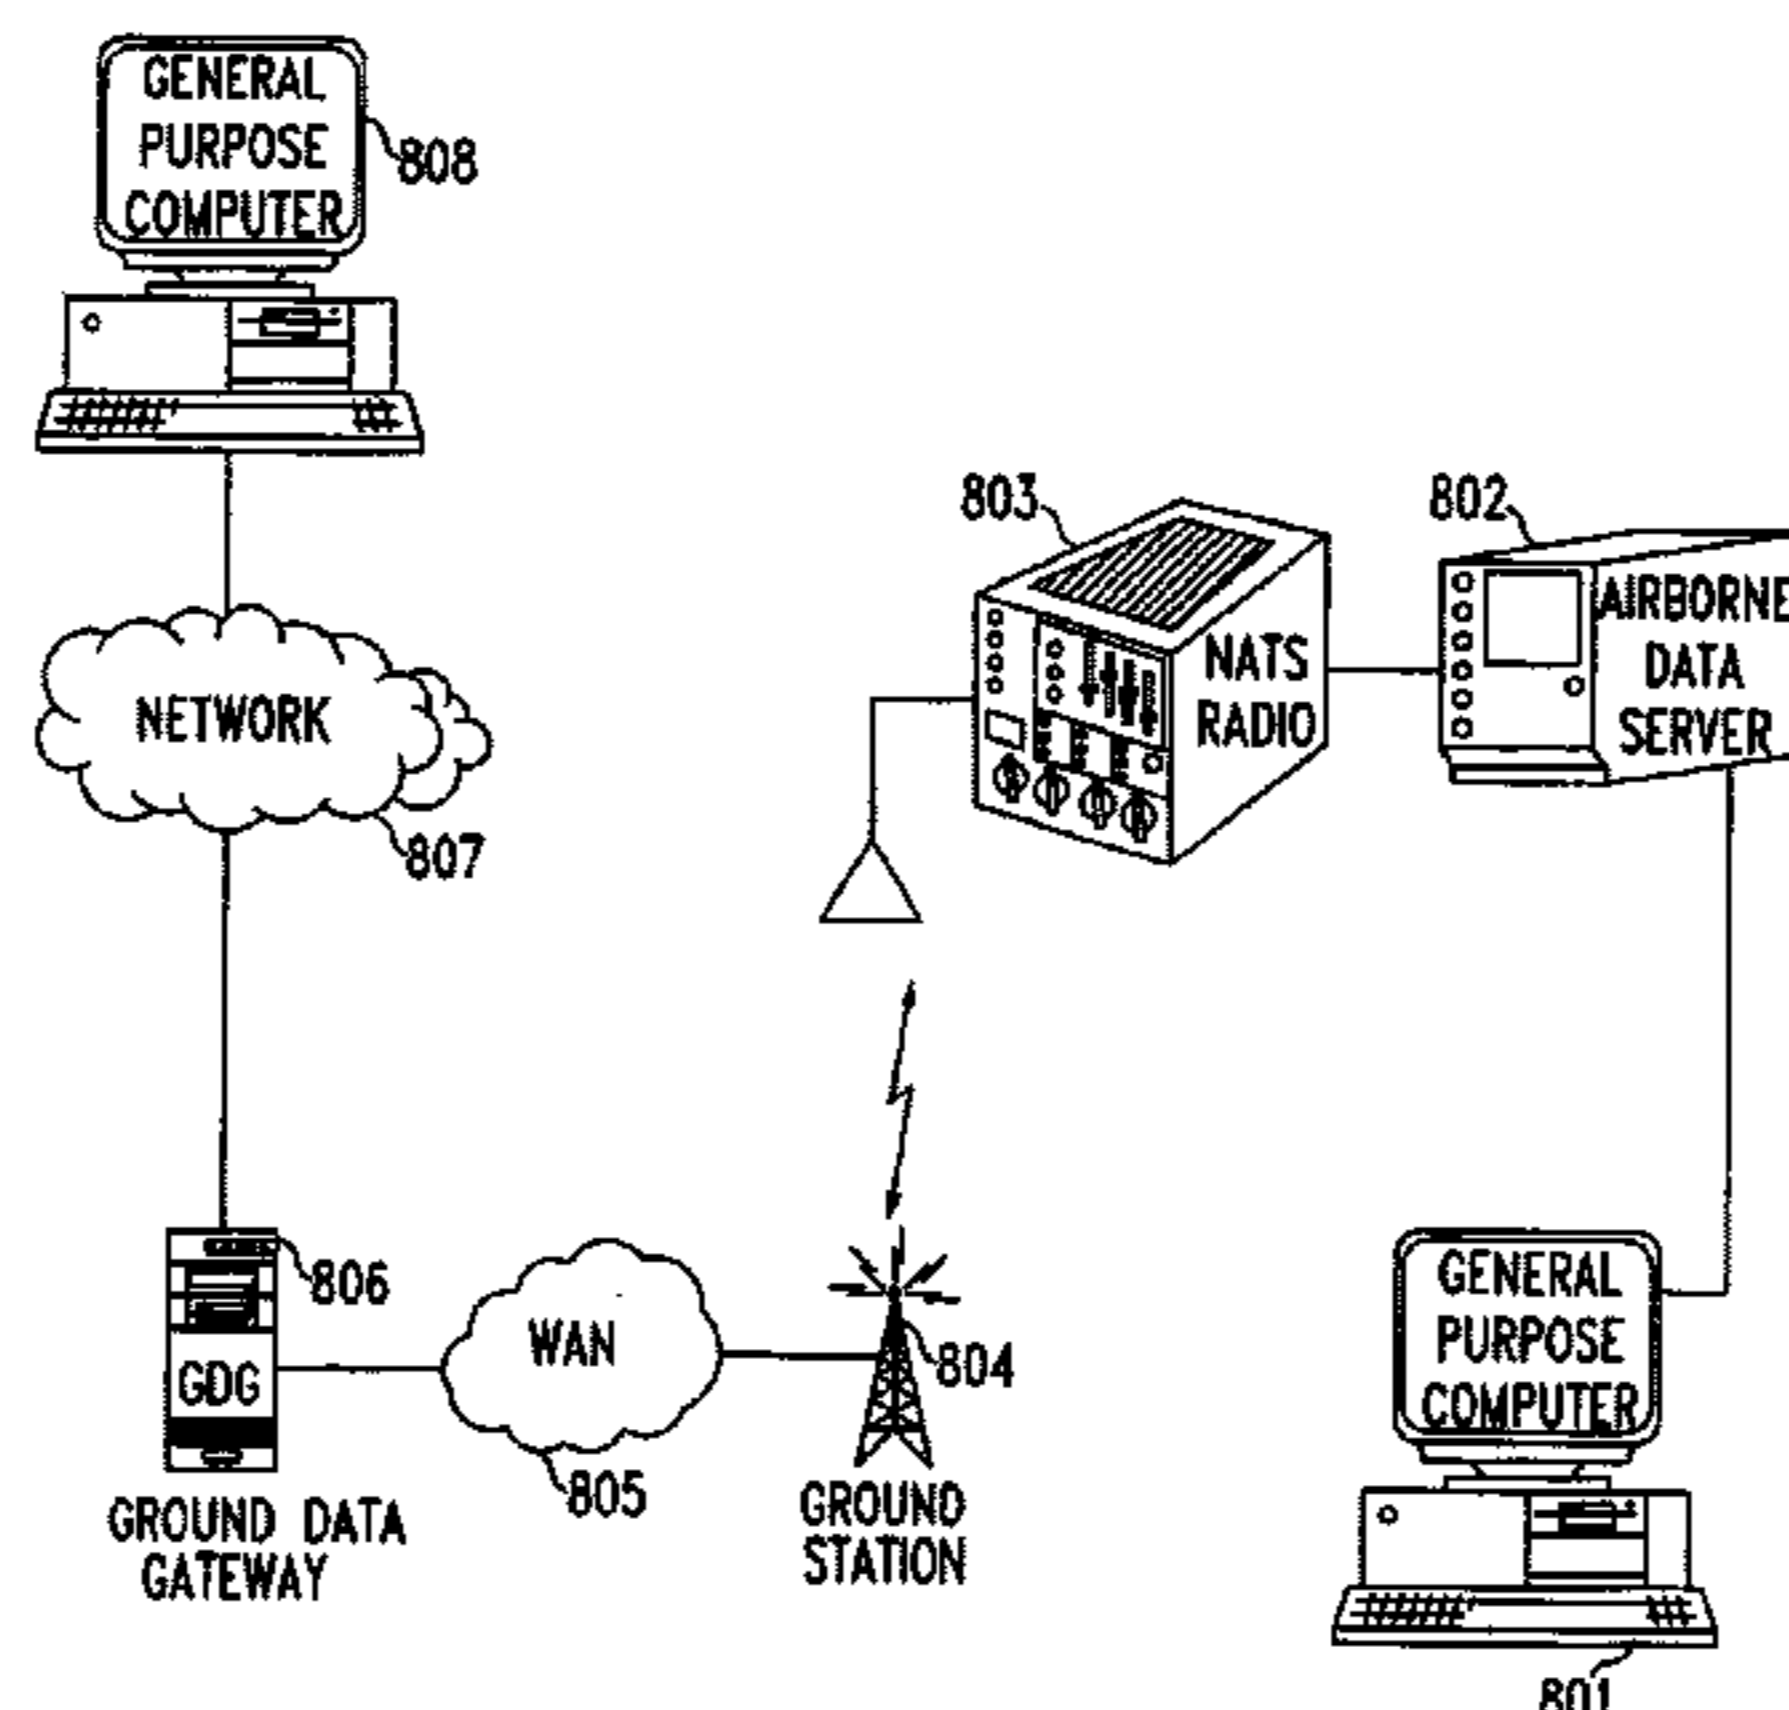 GENERAL
PURPOSE
COMPUTER
808
803
802
NETWORK
807
NATS
RADIO
AIRBORNE
DATA
SERVER
806
GDG
WAN
804
805
GROUND DATA
GATEWAY
GROUND
STATION
GENERAL
PURPOSE
COMPUTER
801